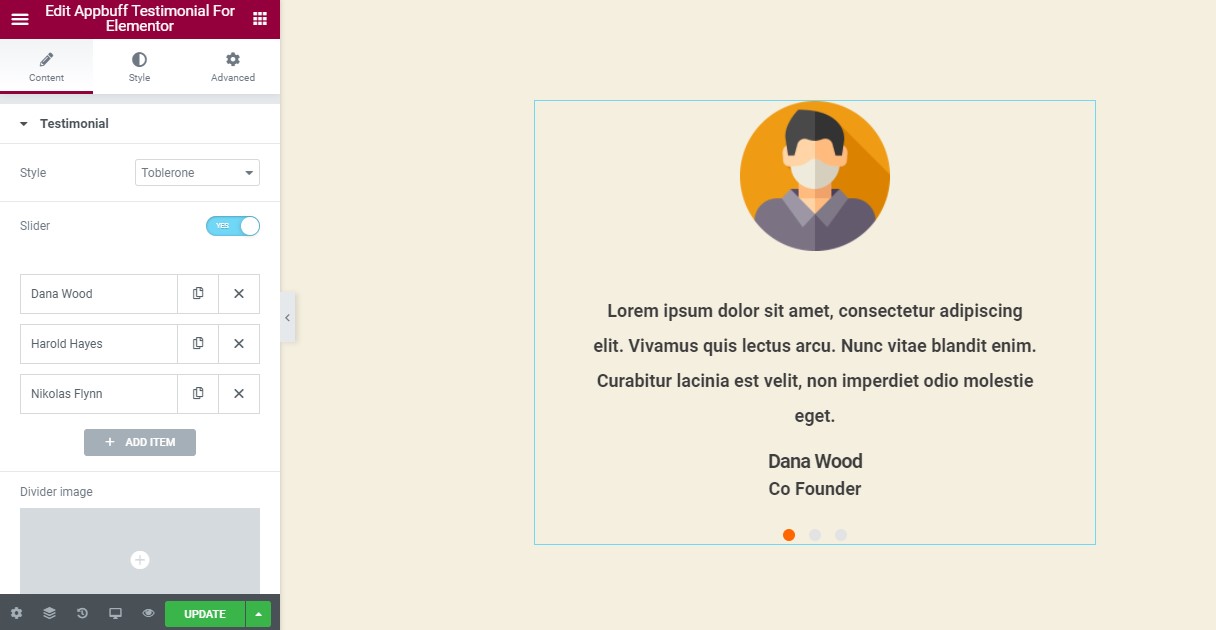 Edit Appbuff Testimonial For
Elementor
Content
Style
Advanced
Testimonial
Style
Toblerone
Slider
YES
Dana Wood
Harold Hayes
Nikolas Flynn
ADD ITEM
Divider image
UPDATE
Lorem ipsum dolor sit amet, consectetur adipiscing
elit. Vivamus quis lectus arcu. Nunc vitae blandit enim.
Curabitur lacinia est velit, non imperdiet odio molestie
eget.
Dana Wood
Co Founder